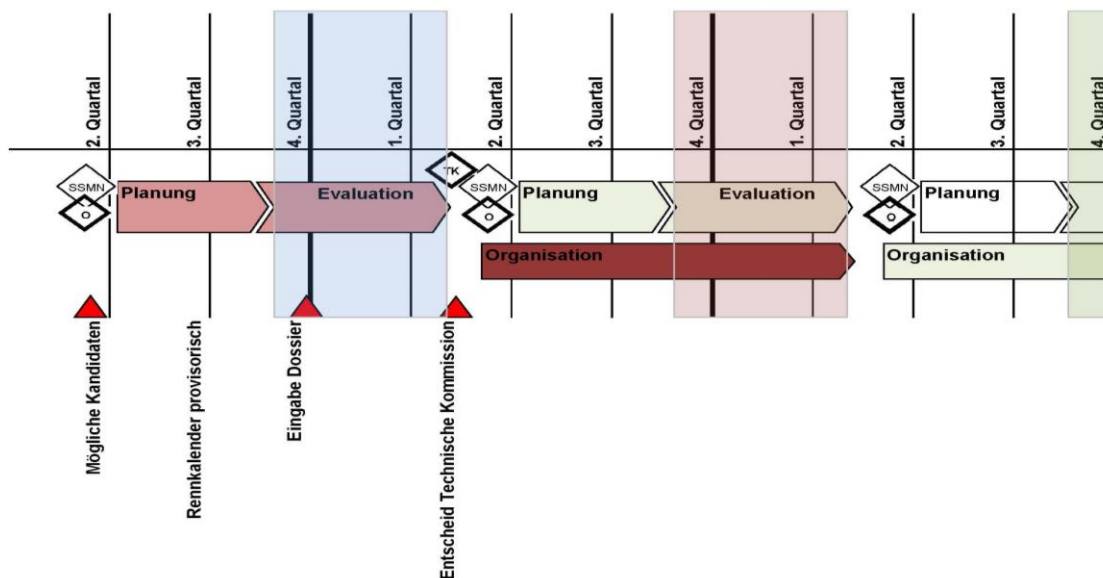 2. Quartal
3. Quartal
4. Quartal
1. Quartal
2. Quartal
3. Quartal
4. Quartal
1. Quartal
2. Quartal
3. Quartal
4. Quartal
TK
SSMN
O
Planung
Evaluation
SSMN
O
Planung
Evaluation
SSMN
O
Planung
Organisation
Organisation
Mögliche Kandidaten
Rennkalender provisorisch
Eingabe Dossier
Entscheid Technische Kommission